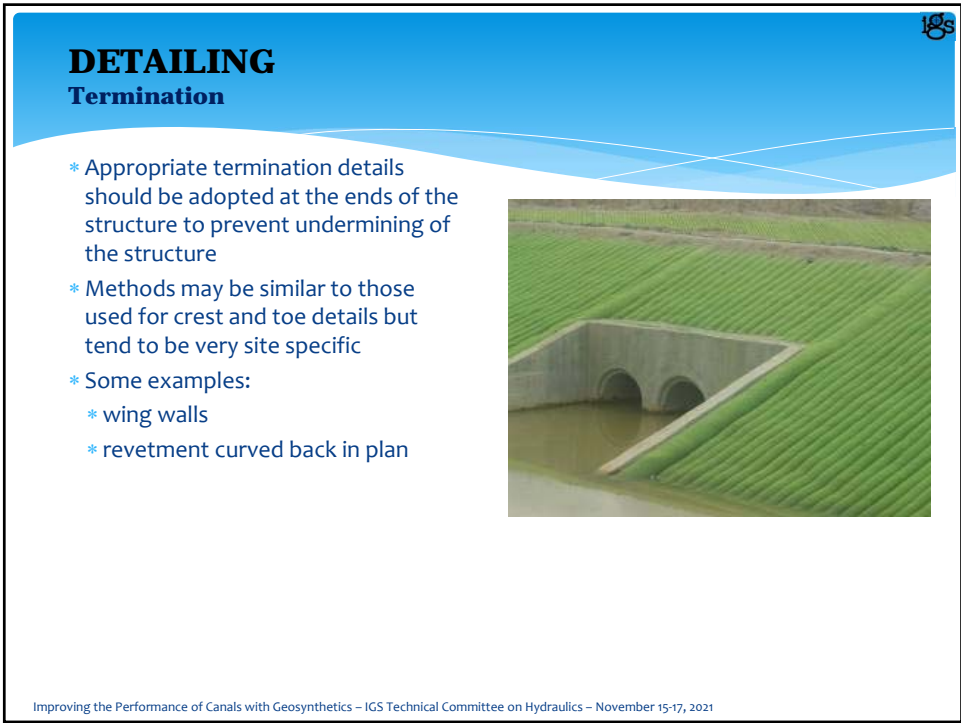 igs
DETAILING
Termination
* Appropriate termination details
should be adopted at the ends of the
structure to prevent undermining of
the structure
* Methods may be similar to those
used for crest and toe details but
tend to be very site specific
* Some examples:
* wing walls
* revetment curved back in plan
Improving the Performance of Canals with Geosynthetics – IGS Technical Committee on Hydraulics – November 15-17, 2021